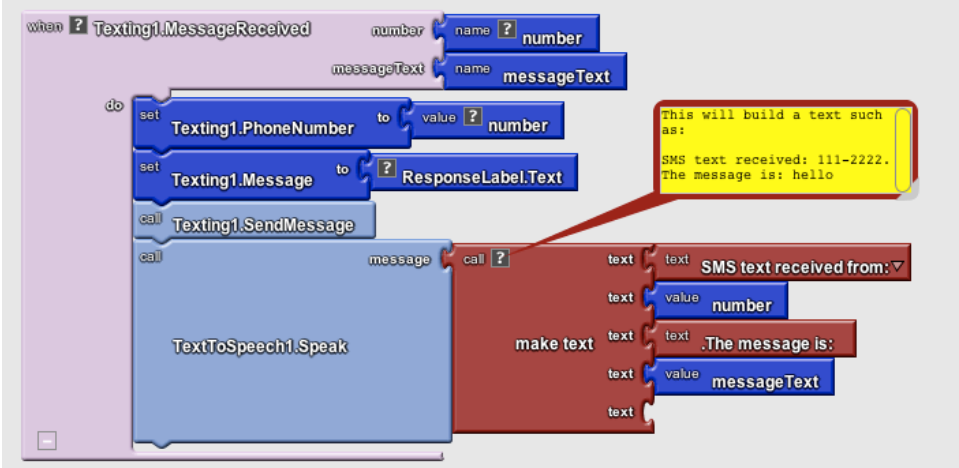 when ? Texting1.MessageReceived number name ? number
messageText name messageText
do
set Texting1.PhoneNumber to value ? number
set Texting1.Message to ? ResponseLabel.Text
call Texting1.SendMessage
call TextToSpeech1.Speak message call ? make text
text text SMS text received from:
text value number
text text .The message is:
text value messageText
text
This will build a text such
as:
SMS text received: 111-2222.
The message is: hello